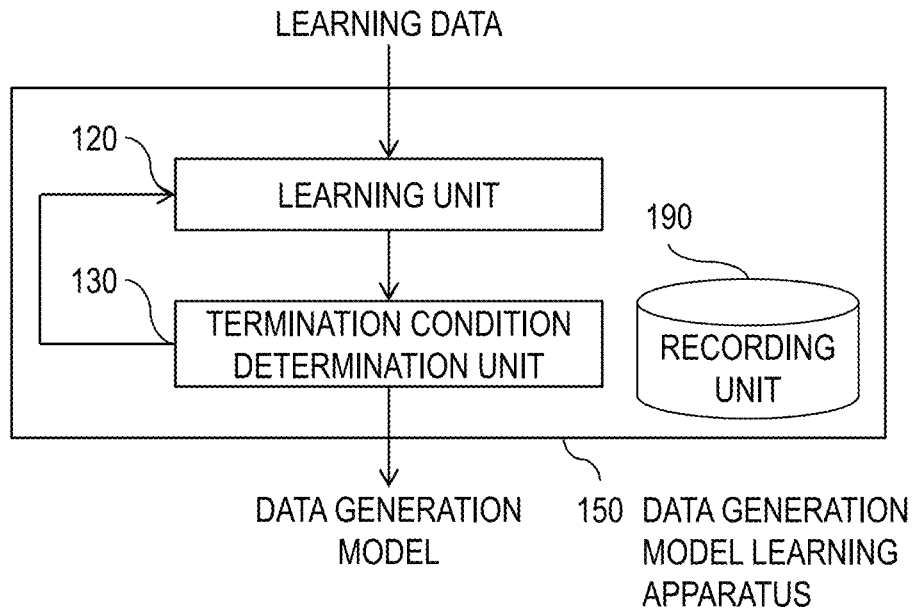 LEARNING DATA
120
LEARNING UNIT
190
130
TERMINATION CONDITION
DETERMINATION UNIT
RECORDING
UNIT
DATA GENERATION
MODEL
150 DATA GENERATION
MODEL LEARNING
APPARATUS